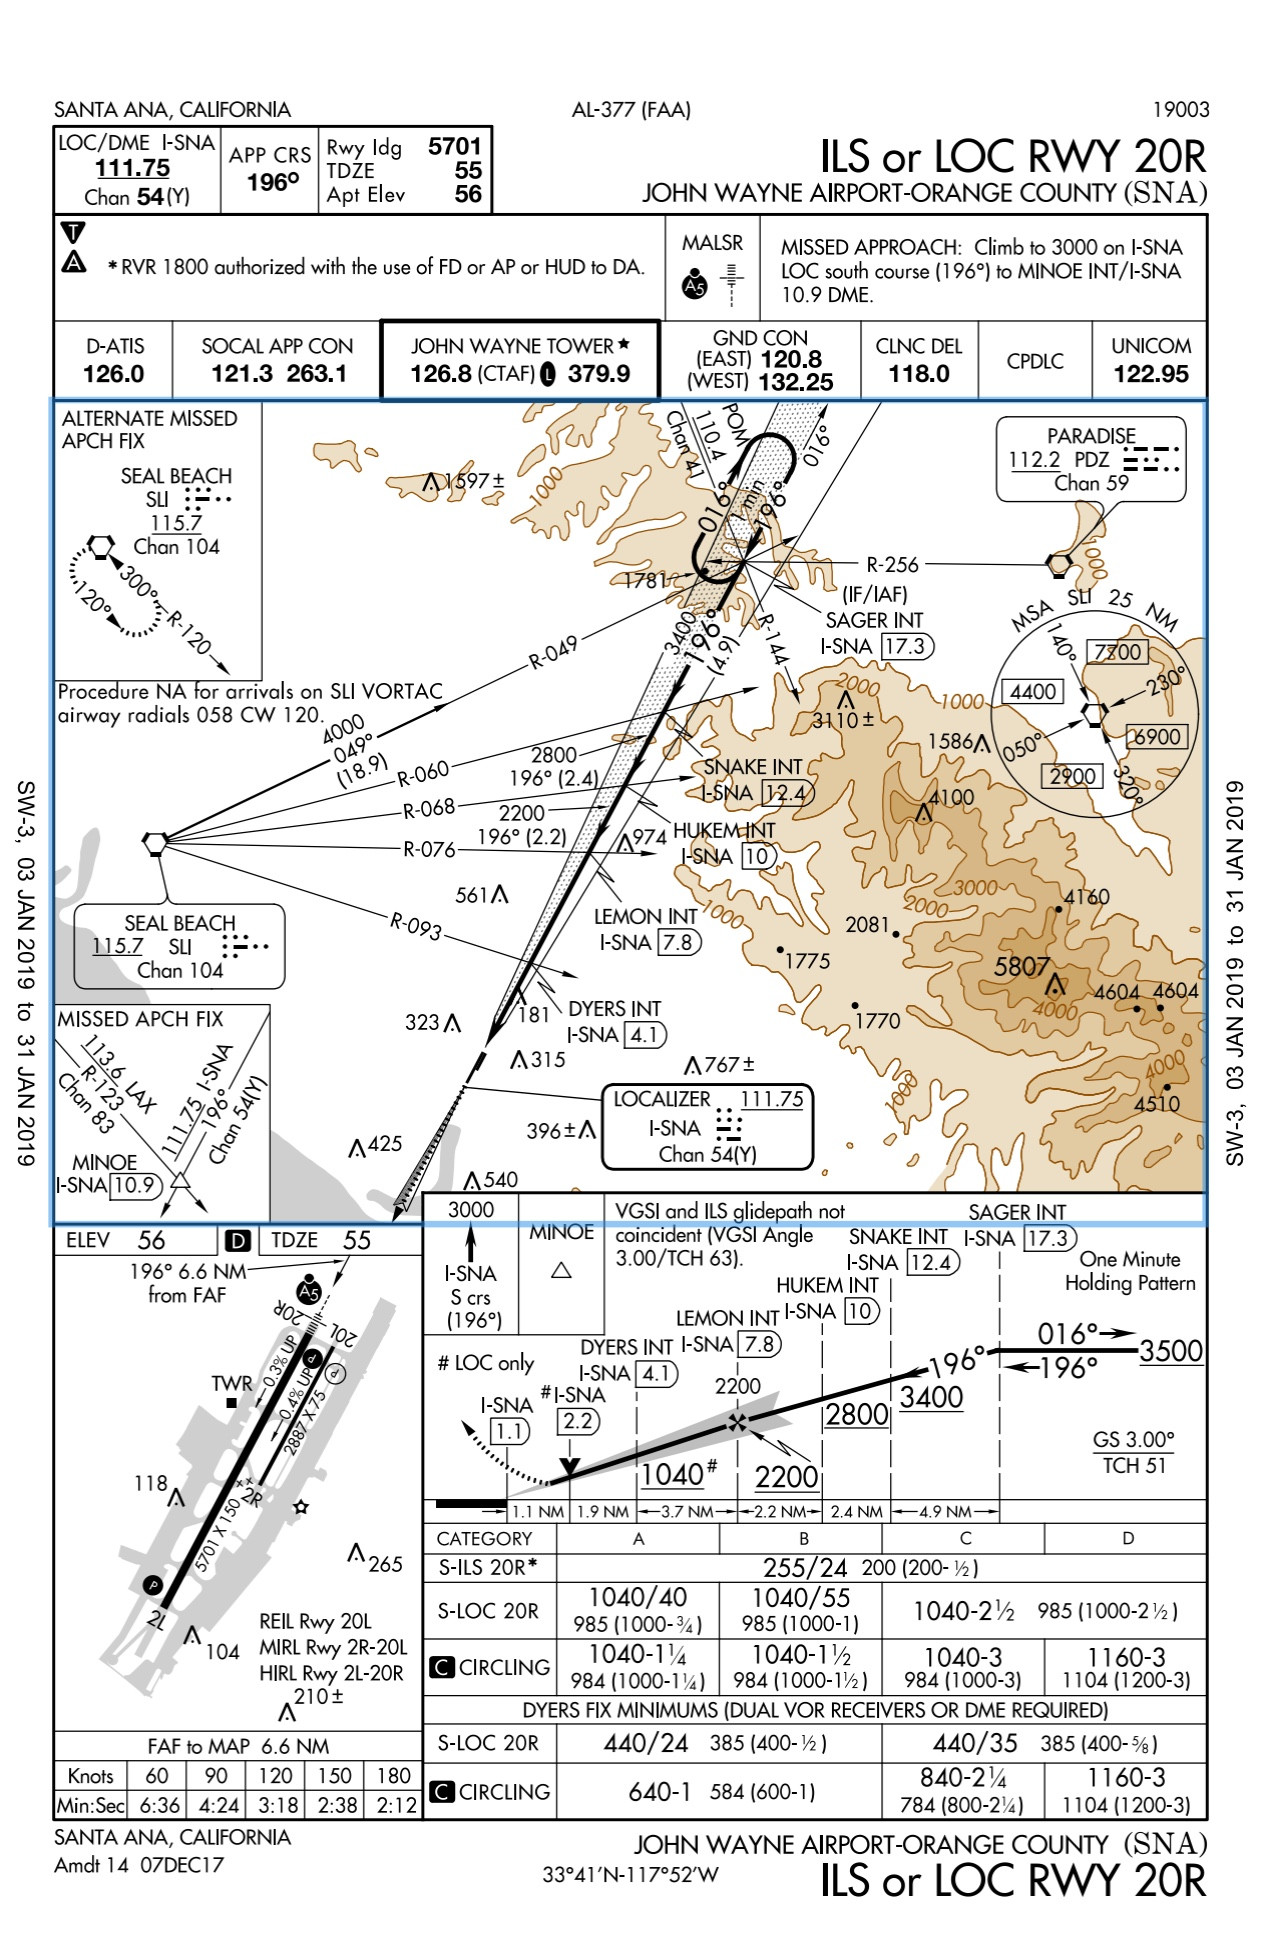 SANTA ANA, CALIFORNIA
AL-377 (FAA)
19003
LOC/DME I-SNA
111.75
Chan 54(Y)
APP CRS
196°
Rwy ldg 5701
TDZE 55
Apt Elev 56
ILS or LOC RWY 20R
JOHN WAYNE AIRPORT-ORANGE COUNTY (SNA)
T
A
* RVR 1800 authorized with the use of FD or AP or HUD to DA.
MALSR
A5
MISSED APPROACH: Climb to 3000 on I-SNA
LOC south course (196°) to MINOE INT/I-SNA
10.9 DME.
D-ATIS
126.0
SOCAL APP CON
121.3 263.1
JOHN WAYNE TOWER★
126.8 (CTAF) L 379.9
GND CON
(EAST) 120.8
(WEST) 132.25
CLNC DEL
118.0
CPDLC
UNICOM
122.95
ALTERNATE MISSED
APCH FIX
SEAL BEACH
SLI
115.7
Chan 104
300°
120°
R-120
Procedure NA for arrivals on SLI VORTAC
airway radials 058 CW 120.
1597±
1000
POM
110.4
Chan 41
016°
016°
1 min
196°
1781
PARADISE
112.2 PDZ
Chan 59
1000
R-256
(IF/IAF)
SAGER INT
I-SNA 17.3
R-144
3400
196°
(4.9)
R-049
4000
049°
(18.9)
MSA SLI 25 NM
140°
7700
4400
230°
050°
6900
2900
320°
2000
3110±
1000
1586
R-060
2800
196° (2.4)
SNAKE INT
I-SNA 12.4
R-068
2200
196° (2.2)
4100
HUKEM INT
I-SNA 10
974
R-076
561
3000
2000
4160
1000
LEMON INT
I-SNA 7.8
2081
R-093
SEAL BEACH
115.7 SLI
Chan 104
1775
5807
4604
4604
4000
1770
DYERS INT
I-SNA 4.1
181
323
315
767±
4000
1000
4510
MISSED APCH FIX
113.6 LAX
R-123
Chan 83
111.75 I-SNA
196°
Chan 54(Y)
MINOE
I-SNA 10.9
LOCALIZER 111.75
I-SNA
Chan 54(Y)
396±
425
540
SW-3, 03 JAN 2019 to 31 JAN 2019
SW-3, 03 JAN 2019 to 31 JAN 2019
ELEV 56
D
TDZE 55
196° 6.6 NM
from FAF
A5
20R
20L
0.3% UP
0.4% UP
P
P
2887 X 75
TWR
2R
118
5701 X 150
265
P
2L
104
REIL Rwy 20L
MIRL Rwy 2R-20L
HIRL Rwy 2L-20R
210±
FAF to MAP 6.6 NM
Knots 60 90 120 150 180
Min:Sec 6:36 4:24 3:18 2:38 2:12
3000
I-SNA
S crs
(196°)
MINOE
VGSI and ILS glidepath not
coincident (VGSI Angle
3.00/TCH 63).
SAGER INT
I-SNA 17.3
SNAKE INT
I-SNA 12.4
HUKEM INT
I-SNA 10
LEMON INT
I-SNA 7.8
DYERS INT
I-SNA 4.1
One Minute
Holding Pattern
016°
196°
3500
196°
3400
2800
2200
2200
1040#
# LOC only
#I-SNA
2.2
I-SNA
1.1
GS 3.00°
TCH 51
1.1 NM 1.9 NM 3.7 NM 2.2 NM 2.4 NM 4.9 NM
CATEGORY A B C D
S-ILS 20R* 255/24 200 (200-½)
S-LOC 20R 1040/40 985 (1000-¾) 1040/55 985 (1000-1) 1040-2½ 985 (1000-2½)
C CIRCLING 1040-1¼ 984 (1000-1¼) 1040-1½ 984 (1000-1½) 1040-3 984 (1000-3) 1160-3 1104 (1200-3)
DYERS FIX MINIMUMS (DUAL VOR RECEIVERS OR DME REQUIRED)
S-LOC 20R 440/24 385 (400-½) 440/35 385 (400-⅝)
C CIRCLING 640-1 584 (600-1) 840-2¼ 784 (800-2¼) 1160-3 1104 (1200-3)
SANTA ANA, CALIFORNIA
Amdt 14 07DEC17
33°41'N-117°52'W
JOHN WAYNE AIRPORT-ORANGE COUNTY (SNA)
ILS or LOC RWY 20R